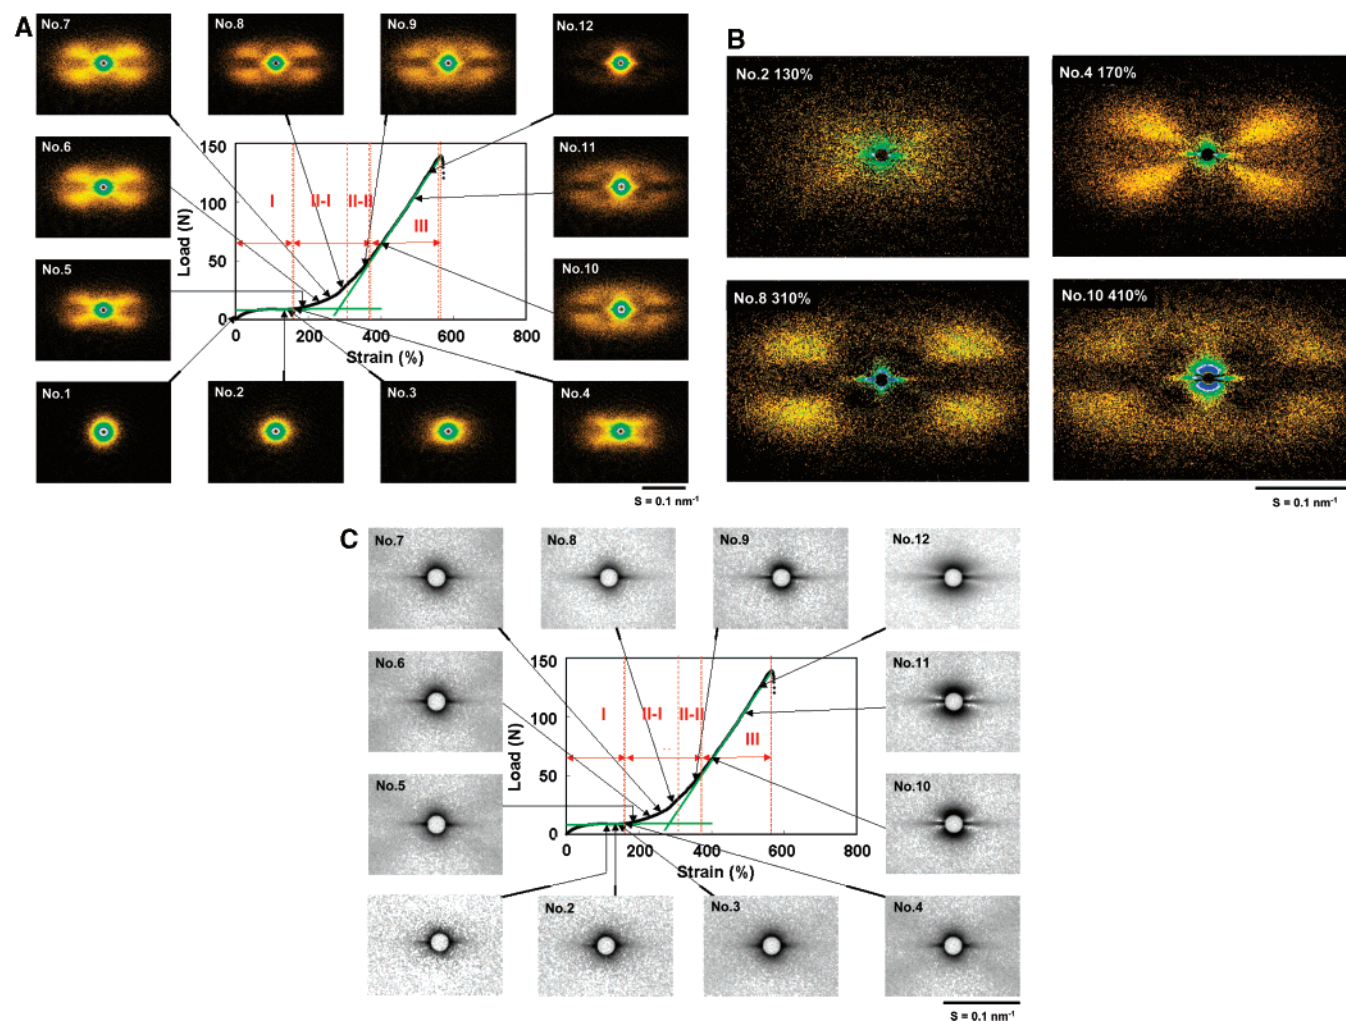 A
No.7
No.8
No.9
No.12
No.6
No.11
No.5
No.10
No.1
No.2
No.3
No.4
150
100
50
0
Load (N)
I
II-I
II-II
III
0
200
400
600
800
Strain (%)
S = 0.1 nm⁻¹
B
No.2 130%
No.4 170%
No.8 310%
No.10 410%
S = 0.1 nm⁻¹
C
No.7
No.8
No.9
No.12
No.6
No.11
No.5
No.10
No.2
No.3
No.4
150
100
50
0
Load (N)
I
II-I
II-II
III
0
200
400
600
800
Strain (%)
S = 0.1 nm⁻¹